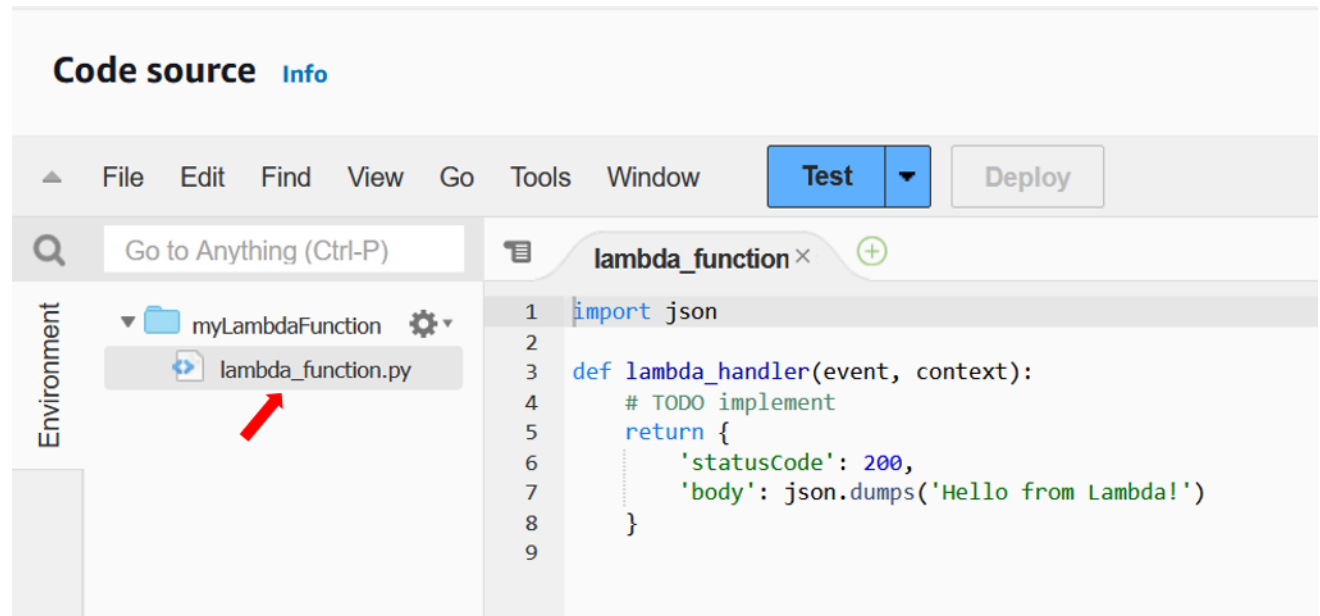 Code source Info
File Edit Find View Go Tools Window Test Deploy
Go to Anything (Ctrl-P)
lambda_function
Environment
myLambdaFunction
lambda_function.py
1 import json
2
3 def lambda_handler(event, context):
4     # TODO implement
5     return {
6         'statusCode': 200,
7         'body': json.dumps('Hello from Lambda!')
8     }
9